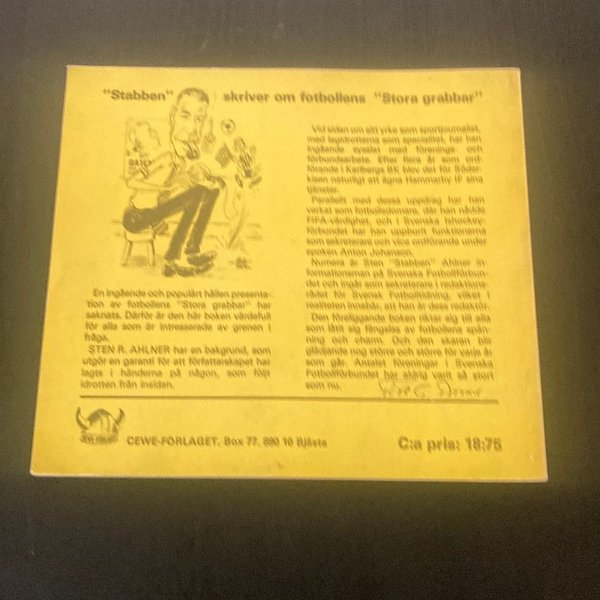 "Stabben" skriver om fotbollens "Stora grabbar"
En ingående och populärt hållen presenta-
tion av fotbollens "Stora grabbar" har
saknats. Därför är den här boken värdefull
för alla som är intresserade av grenen i
fråga.
STEN R. AHLNER har en bakgrund, som
utgör en garanti för att författarskapet har
lagts i händerna på någon, som följt
idrotten från insidan.
Vid sidan om sitt yrke som sportjournalist,
med lagidrotterna som specialitet, har han
ingående sysslat med förenings- och
förbundsarbete. Efter flera år som ord-
förande i Karlbergs BK blev det för Söder-
kisen naturligt att ägna Hammarby IF sina
tjänster.
Parallellt med dessa uppdrag har han
verkat som fotbollsdomare, där han nådde
FIFA-värdighet, och i Svenska Ishockey-
förbundet har han uppburit funktionerna
som sekreterare och vice ordförande under
epoken Anton Johanson.
Numera är Sten "Stabben" Ahlner in-
formationsman på Svenska Fotbollförbun-
det och ingår som sekreterare i redaktions-
rådet för Svensk Fotbolltidning, vilket i
realiteten innebär, att han är dess redaktör.
Den föreliggande boken riktar sig till alla
som låtit sig fängslas av fotbollens spän-
ning och charm. Och den skaran blir
glädjande nog större och större för varje år
som går. Antalet föreningar i Svenska
Fotbollförbundet har aldrig varit så stort
som nu.
CEWE-FÖRLAGET, Box 77, 890 10 Bjästa
C:a pris: 18:75